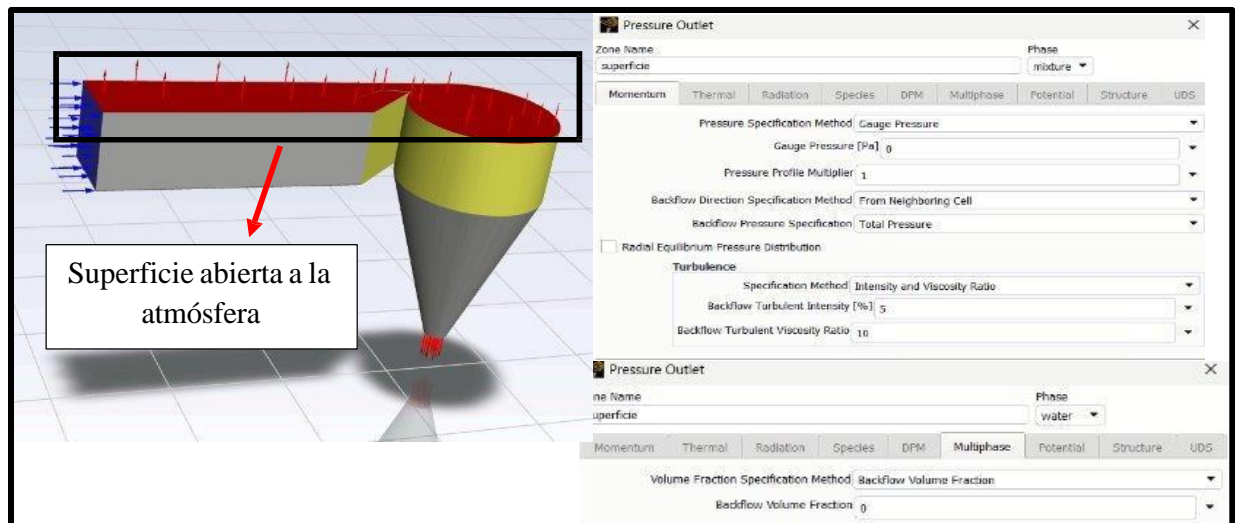 Superficie abierta a la
atmósfera
Pressure Outlet
Zone Name
Phase
superficie
mixture
Momentum Thermal Radiation Species DPM Multiphase Potential Structure UDS
Pressure Specification Method Gauge Pressure
Gauge Pressure [Pa] 0
Pressure Profile Multiplier 1
Backflow Direction Specification Method From Neighboring Cell
Backflow Pressure Specification Total Pressure
Radial Equilibrium Pressure Distribution
Turbulence
Specification Method Intensity and Viscosity Ratio
Backflow Turbulent Intensity [%] 5
Backflow Turbulent Viscosity Ratio 10
Pressure Outlet
ne Name
Phase
uperficie
water
Momentum Thermal Radiation Species DPM Multiphase Potential Structure UDS
Volume Fraction Specification Method Backflow Volume Fraction
Backflow Volume Fraction 0